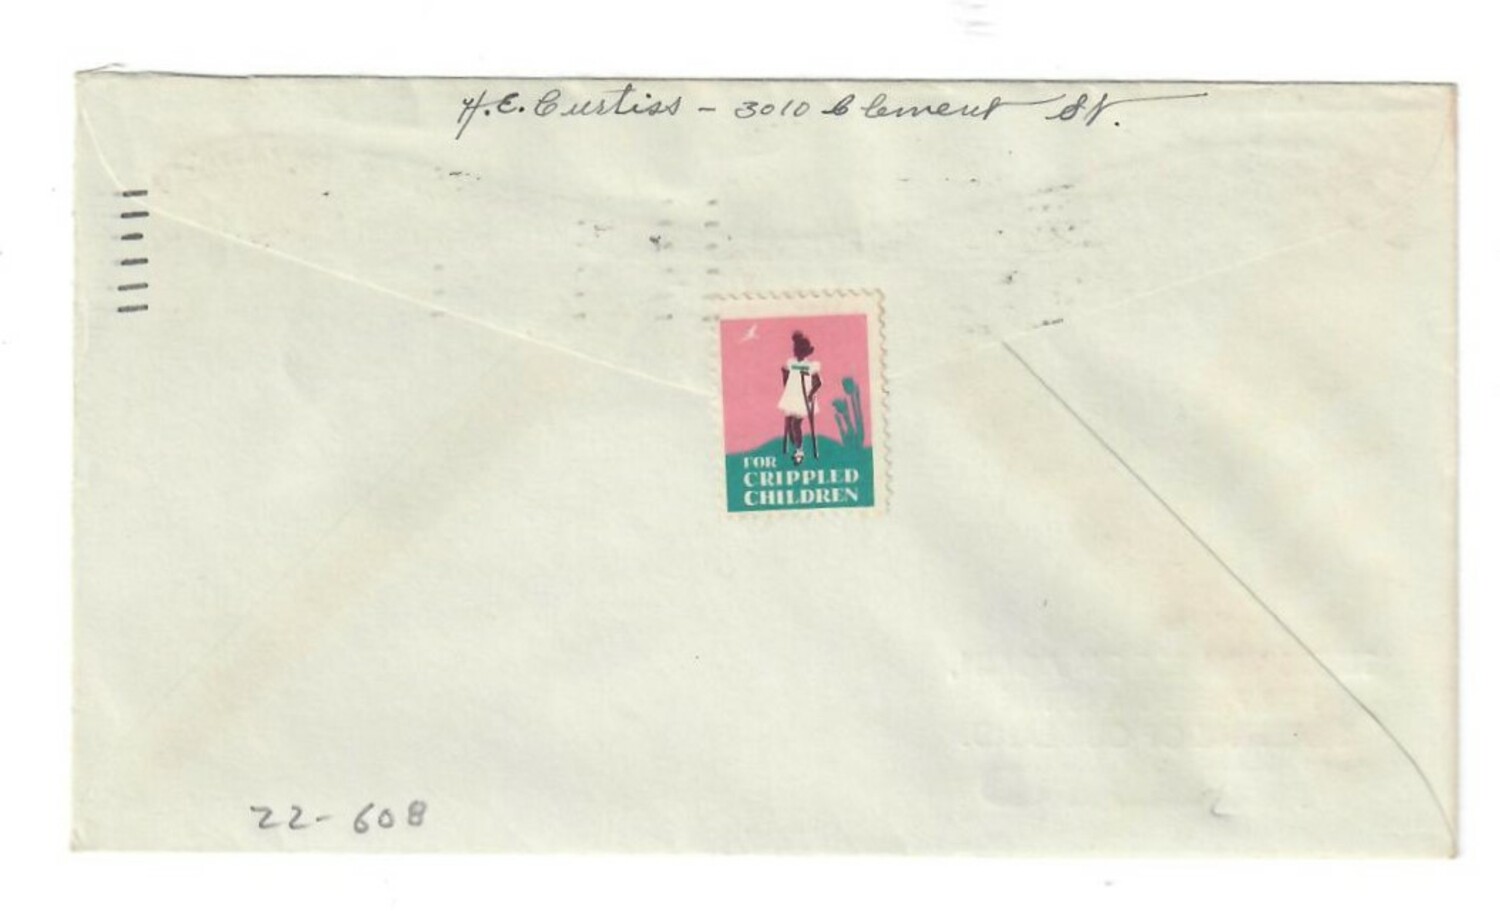 H.E. Curtiss - 3010 Clement St.
FOR
CRIPPLED
CHILDREN
22-608